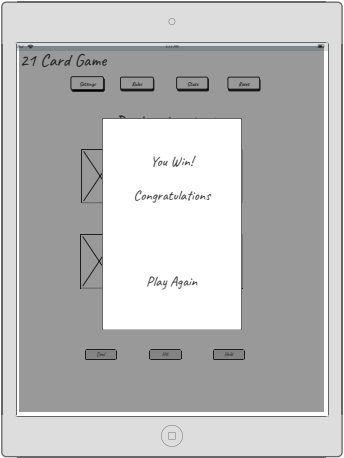 21 Card Game
Settings Rules Stats Reset
You Win!
Congratulations
Play Again
Deal Hit Hold